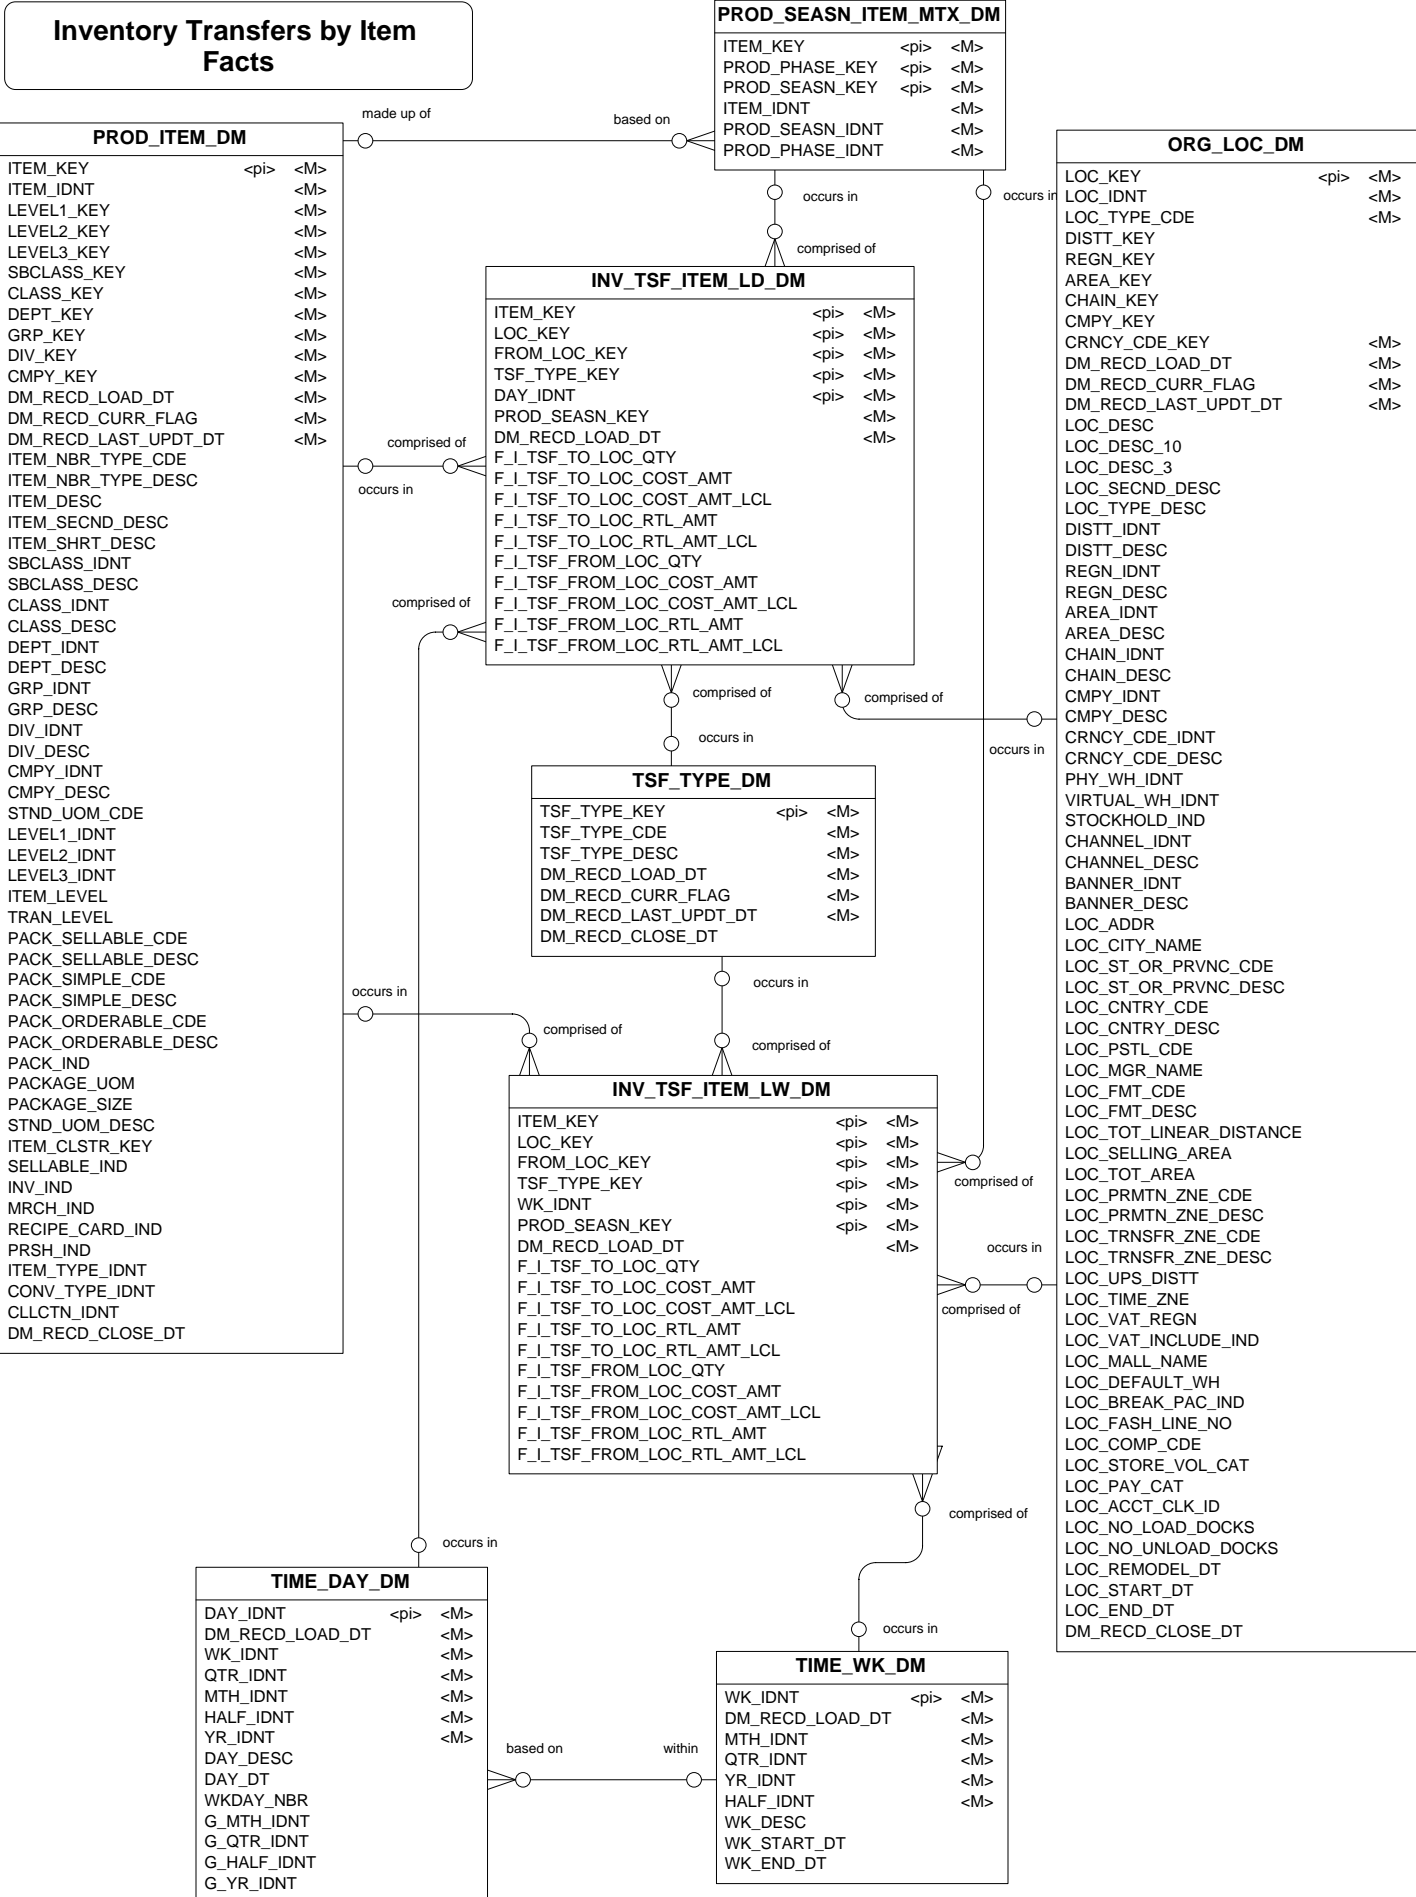 Inventory Transfers by Item
Facts
PROD_SEASN_ITEM_MTX_DM
ITEM_KEY <pi> <M>
PROD_PHASE_KEY <pi> <M>
PROD_SEASN_KEY <pi> <M>
ITEM_IDNT <M>
PROD_SEASN_IDNT <M>
PROD_PHASE_IDNT <M>
made up of
based on
occurs in
comprised of
occurs in
PROD_ITEM_DM
ITEM_KEY <pi> <M>
ITEM_IDNT <M>
LEVEL1_KEY <M>
LEVEL2_KEY <M>
LEVEL3_KEY <M>
SBCLASS_KEY <M>
CLASS_KEY <M>
DEPT_KEY <M>
GRP_KEY <M>
DIV_KEY <M>
CMPY_KEY <M>
DM_RECD_LOAD_DT <M>
DM_RECD_CURR_FLAG <M>
DM_RECD_LAST_UPDT_DT <M>
ITEM_NBR_TYPE_CDE
ITEM_NBR_TYPE_DESC
ITEM_DESC
ITEM_SECND_DESC
ITEM_SHRT_DESC
SBCLASS_IDNT
SBCLASS_DESC
CLASS_IDNT
CLASS_DESC
DEPT_IDNT
DEPT_DESC
GRP_IDNT
GRP_DESC
DIV_IDNT
DIV_DESC
CMPY_IDNT
CMPY_DESC
STND_UOM_CDE
LEVEL1_IDNT
LEVEL2_IDNT
LEVEL3_IDNT
ITEM_LEVEL
TRAN_LEVEL
PACK_SELLABLE_CDE
PACK_SELLABLE_DESC
PACK_SIMPLE_CDE
PACK_SIMPLE_DESC
PACK_ORDERABLE_CDE
PACK_ORDERABLE_DESC
PACK_IND
PACKAGE_UOM
PACKAGE_SIZE
STND_UOM_DESC
ITEM_CLSTR_KEY
SELLABLE_IND
INV_IND
MRCH_IND
RECIPE_CARD_IND
PRSH_IND
ITEM_TYPE_IDNT
CONV_TYPE_IDNT
CLLCTN_IDNT
DM_RECD_CLOSE_DT
comprised of
occurs in
comprised of
INV_TSF_ITEM_LD_DM
ITEM_KEY <pi> <M>
LOC_KEY <pi> <M>
FROM_LOC_KEY <pi> <M>
TSF_TYPE_KEY <pi> <M>
DAY_IDNT <pi> <M>
PROD_SEASN_KEY <M>
DM_RECD_LOAD_DT <M>
F_I_TSF_TO_LOC_QTY
F_I_TSF_TO_LOC_COST_AMT
F_I_TSF_TO_LOC_COST_AMT_LCL
F_I_TSF_TO_LOC_RTL_AMT
F_I_TSF_TO_LOC_RTL_AMT_LCL
F_I_TSF_FROM_LOC_QTY
F_I_TSF_FROM_LOC_COST_AMT
F_I_TSF_FROM_LOC_COST_AMT_LCL
F_I_TSF_FROM_LOC_RTL_AMT
F_I_TSF_FROM_LOC_RTL_AMT_LCL
comprised of
comprised of
occurs in
occurs in
TSF_TYPE_DM
TSF_TYPE_KEY <pi> <M>
TSF_TYPE_CDE <M>
TSF_TYPE_DESC <M>
DM_RECD_LOAD_DT <M>
DM_RECD_CURR_FLAG <M>
DM_RECD_LAST_UPDT_DT <M>
DM_RECD_CLOSE_DT
occurs in
occurs in
comprised of
comprised of
INV_TSF_ITEM_LW_DM
ITEM_KEY <pi> <M>
LOC_KEY <pi> <M>
FROM_LOC_KEY <pi> <M>
TSF_TYPE_KEY <pi> <M>
WK_IDNT <pi> <M>
PROD_SEASN_KEY <pi> <M>
DM_RECD_LOAD_DT <M>
F_I_TSF_TO_LOC_QTY
F_I_TSF_TO_LOC_COST_AMT
F_I_TSF_TO_LOC_COST_AMT_LCL
F_I_TSF_TO_LOC_RTL_AMT
F_I_TSF_TO_LOC_RTL_AMT_LCL
F_I_TSF_FROM_LOC_QTY
F_I_TSF_FROM_LOC_COST_AMT
F_I_TSF_FROM_LOC_COST_AMT_LCL
F_I_TSF_FROM_LOC_RTL_AMT
F_I_TSF_FROM_LOC_RTL_AMT_LCL
comprised of
occurs in
comprised of
comprised of
occurs in
ORG_LOC_DM
LOC_KEY <pi> <M>
LOC_IDNT <M>
LOC_TYPE_CDE <M>
DISTT_KEY
REGN_KEY
AREA_KEY
CHAIN_KEY
CMPY_KEY
CRNCY_CDE_KEY <M>
DM_RECD_LOAD_DT <M>
DM_RECD_CURR_FLAG <M>
DM_RECD_LAST_UPDT_DT <M>
LOC_DESC
LOC_DESC_10
LOC_DESC_3
LOC_SECND_DESC
LOC_TYPE_DESC
DISTT_IDNT
DISTT_DESC
REGN_IDNT
REGN_DESC
AREA_IDNT
AREA_DESC
CHAIN_IDNT
CHAIN_DESC
CMPY_IDNT
CMPY_DESC
CRNCY_CDE_IDNT
CRNCY_CDE_DESC
PHY_WH_IDNT
VIRTUAL_WH_IDNT
STOCKHOLD_IND
CHANNEL_IDNT
CHANNEL_DESC
BANNER_IDNT
BANNER_DESC
LOC_ADDR
LOC_CITY_NAME
LOC_ST_OR_PRVNC_CDE
LOC_ST_OR_PRVNC_DESC
LOC_CNTRY_CDE
LOC_CNTRY_DESC
LOC_PSTL_CDE
LOC_MGR_NAME
LOC_FMT_CDE
LOC_FMT_DESC
LOC_TOT_LINEAR_DISTANCE
LOC_SELLING_AREA
LOC_TOT_AREA
LOC_PRMTN_ZNE_CDE
LOC_PRMTN_ZNE_DESC
LOC_TRNSFR_ZNE_CDE
LOC_TRNSFR_ZNE_DESC
LOC_UPS_DISTT
LOC_TIME_ZNE
LOC_VAT_REGN
LOC_VAT_INCLUDE_IND
LOC_MALL_NAME
LOC_DEFAULT_WH
LOC_BREAK_PAC_IND
LOC_FASH_LINE_NO
LOC_COMP_CDE
LOC_STORE_VOL_CAT
LOC_PAY_CAT
LOC_ACCT_CLK_ID
LOC_NO_LOAD_DOCKS
LOC_NO_UNLOAD_DOCKS
LOC_REMODEL_DT
LOC_START_DT
LOC_END_DT
DM_RECD_CLOSE_DT
occurs in
TIME_DAY_DM
DAY_IDNT <pi> <M>
DM_RECD_LOAD_DT <M>
WK_IDNT <M>
QTR_IDNT <M>
MTH_IDNT <M>
HALF_IDNT <M>
YR_IDNT <M>
DAY_DESC
DAY_DT
WKDAY_NBR
G_MTH_IDNT
G_QTR_IDNT
G_HALF_IDNT
G_YR_IDNT
based on
within
TIME_WK_DM
WK_IDNT <pi> <M>
DM_RECD_LOAD_DT <M>
MTH_IDNT <M>
QTR_IDNT <M>
YR_IDNT <M>
HALF_IDNT <M>
WK_DESC
WK_START_DT
WK_END_DT